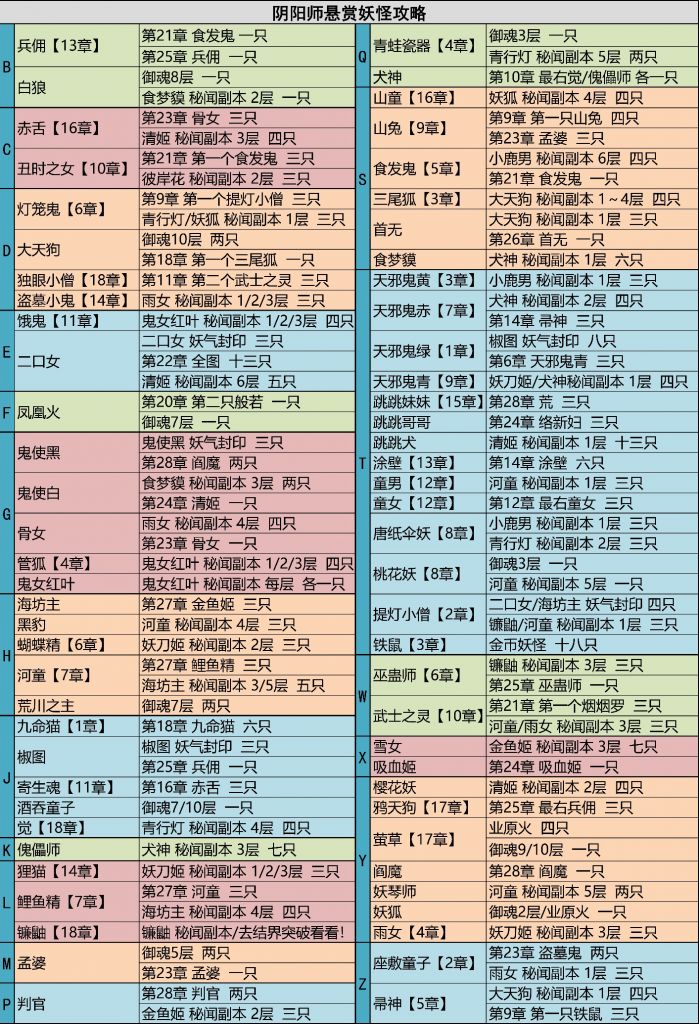 阴阳师悬赏妖怪攻略
B
兵佣【13章】
第21章 食发鬼 一只
第25章 兵佣 一只
白狼
御魂8层 一只
食梦貘 秘闻副本 2层 一只
C
赤舌【16章】
第23章 骨女 三只
清姬 秘闻副本 3层 四只
丑时之女【10章】
第21章 第一个食发鬼 三只
彼岸花 秘闻副本 2层 三只
D
灯笼鬼【6章】
第9章 第一个提灯小僧 三只
青行灯/妖狐 秘闻副本 1层 三只
大天狗
御魂10层 两只
第18章 第一个三尾狐 一只
独眼小僧【18章】
第11章 第二个武士之灵 三只
盗墓小鬼【14章】
雨女 秘闻副本 1/2/3层 三只
E
饿鬼【11章】
鬼女红叶 秘闻副本 1/2/3层 四只
二口女
二口女 妖气封印 三只
第22章 全图 十三只
清姬 秘闻副本 6层 五只
F
凤凰火
第20章 第二只般若 一只
御魂7层 一只
G
鬼使黑
鬼使黑 妖气封印 三只
第28章 阎魔 两只
鬼使白
食梦貘 秘闻副本 3层 两只
第24章 清姬 一只
骨女
雨女 秘闻副本 4层 四只
第23章 骨女 一只
管狐【4章】
鬼女红叶 秘闻副本 1/2/3层 四只
鬼女红叶
鬼女红叶 秘闻副本 每层 各一只
H
海坊主
第27章 金鱼姬 三只
黑豹
河童 秘闻副本 4层 三只
蝴蝶精【6章】
妖刀姬 秘闻副本 2层 三只
河童【7章】
第27章 鲤鱼精 三只
海坊主 秘闻副本 3/5层 五只
荒川之主
御魂7层 两只
J
九命猫【1章】
第18章 九命猫 六只
椒图
椒图 妖气封印 三只
第25章 兵佣 一只
寄生魂【11章】
第16章 赤舌 三只
酒吞童子
御魂7/10层 一只
觉【18章】
青行灯 秘闻副本 4层 四只
K
傀儡师
犬神 秘闻副本 3层 七只
L
狸猫【14章】
妖刀姬 秘闻副本 1/2/3层 三只
鲤鱼精【7章】
第27章 河童 三只
海坊主 秘闻副本 4层 四只
镰鼬【18章】
镰鼬 秘闻副本/去结界突破看看!
M
孟婆
御魂5层 两只
第23章 孟婆 一只
P
判官
第28章 判官 两只
金鱼姬 秘闻副本 2层 三只
Q
青蛙瓷器【4章】
御魂3层 一只
青行灯 秘闻副本 5层 两只
犬神
第10章 最右觉/傀儡师 各一只
S
山童【16章】
妖狐 秘闻副本 4层 四只
山兔【9章】
第9章 第一只山兔 四只
第23章 孟婆 三只
食发鬼【5章】
小鹿男 秘闻副本 6层 四只
第21章 食发鬼 一只
三尾狐【3章】
大天狗 秘闻副本 1～4层 四只
首无
大天狗 秘闻副本 1层 三只
第26章 首无 一只
食梦貘
犬神 秘闻副本 1层 六只
T
天邪鬼黄【3章】
小鹿男 秘闻副本 1层 三只
天邪鬼赤【7章】
犬神 秘闻副本 2层 四只
第14章 帚神 三只
天邪鬼绿【1章】
椒图 妖气封印 八只
第6章 天邪鬼青 三只
天邪鬼青【9章】
妖刀姬/犬神秘闻副本 1层 四只
跳跳妹妹【15章】
第28章 荒 三只
跳跳哥哥
第24章 络新妇 三只
跳跳犬
清姬 秘闻副本 1层 十三只
涂壁【13章】
第14章 涂壁 六只
童男【12章】
河童 秘闻副本 1层 三只
童女【12章】
第12章 最右童女 三只
唐纸伞妖【8章】
小鹿男 秘闻副本 1层 三只
青行灯 秘闻副本 2层 三只
桃花妖【8章】
御魂3层 一只
河童 秘闻副本 5层 一只
提灯小僧【2章】
二口女/海坊主 妖气封印 四只
镰鼬/河童 秘闻副本 1层 三只
铁鼠【3章】
金币妖怪 十八只
W
巫蛊师【6章】
镰鼬 秘闻副本 3层 三只
第25章 巫蛊师 一只
武士之灵【10章】
第21章 第一个烟烟罗 三只
河童/雨女 秘闻副本 3层 三只
X
雪女
金鱼姬 秘闻副本 3层 七只
吸血姬
第24章 吸血姬 一只
Y
樱花妖
清姬 秘闻副本 2层 四只
鸦天狗【17章】
第25章 最右兵佣 三只
萤草【17章】
业原火 四只
御魂9/10层 一只
阎魔
第28章 阎魔 一只
妖琴师
河童 秘闻副本 5层 两只
妖狐
御魂2层/业原火 一只
雨女【4章】
妖刀姬 秘闻副本 3层 三只
Z
座敷童子【2章】
第23章 盗墓鬼 两只
雨女 秘闻副本 1层 三只
帚神【5章】
大天狗 秘闻副本 1层 四只
第9章 第一只铁鼠 三只